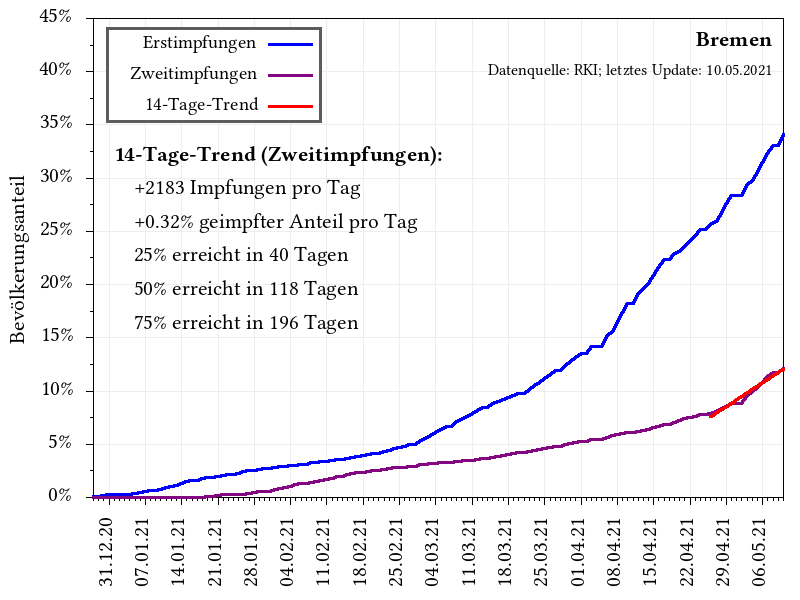 Bremen
Datenquelle: RKI; letztes Update: 10.05.2021
Erstimpfungen
Zweitimpfungen
14-Tage-Trend
14-Tage-Trend (Zweitimpfungen):
+2183 Impfungen pro Tag
+0.32% geimpfter Anteil pro Tag
25% erreicht in 40 Tagen
50% erreicht in 118 Tagen
75% erreicht in 196 Tagen
Bevölkerungsanteil
45%
40%
35%
30%
25%
20%
15%
10%
5%
0%
31.12.20
07.01.21
14.01.21
21.01.21
28.01.21
04.02.21
11.02.21
18.02.21
25.02.21
04.03.21
11.03.21
18.03.21
25.03.21
01.04.21
08.04.21
15.04.21
22.04.21
29.04.21
06.05.21